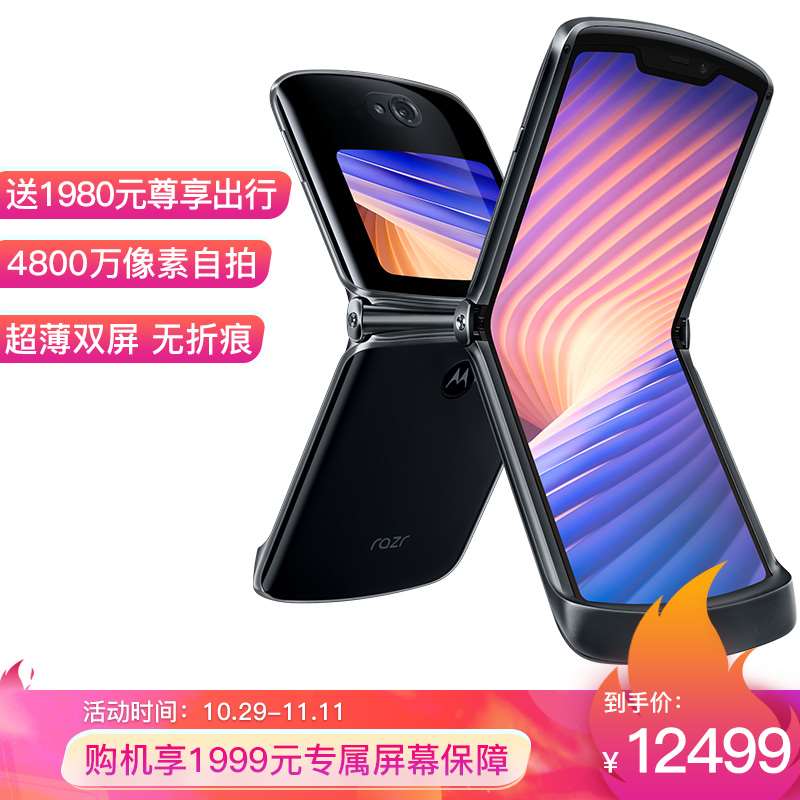 送1980元尊享出行
4800万像素自拍
超薄双屏 无折痕
razr
活动时间：10.29-11.11
购机享1999元专属屏幕保障
到手价：
￥12499